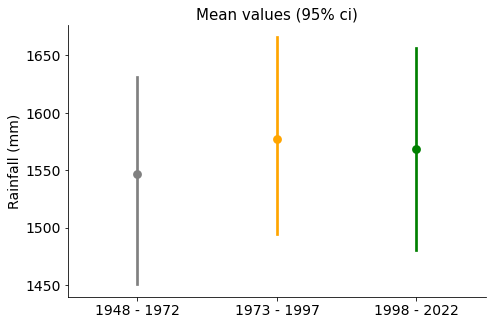 Mean values (95% ci)
Rainfall (mm)
1650
1600
1550
1500
1450
1948 - 1972
1973 - 1997
1998 - 2022